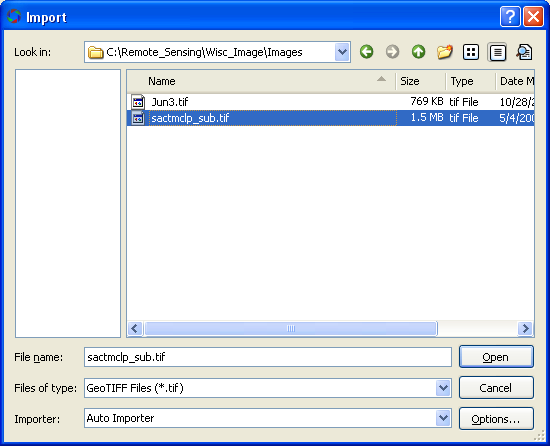 Import
Look in: C:\Remote_Sensing\Wisc_Image\Images
Name Size Type Date M
Jun3.tif 769 KB tif File 10/28/2
sactmclp_sub.tif 1.5 MB tif File 5/4/200
File name: sactmclp_sub.tif Open
Files of type: GeoTIFF Files (*.tif) Cancel
Importer: Auto Importer Options...